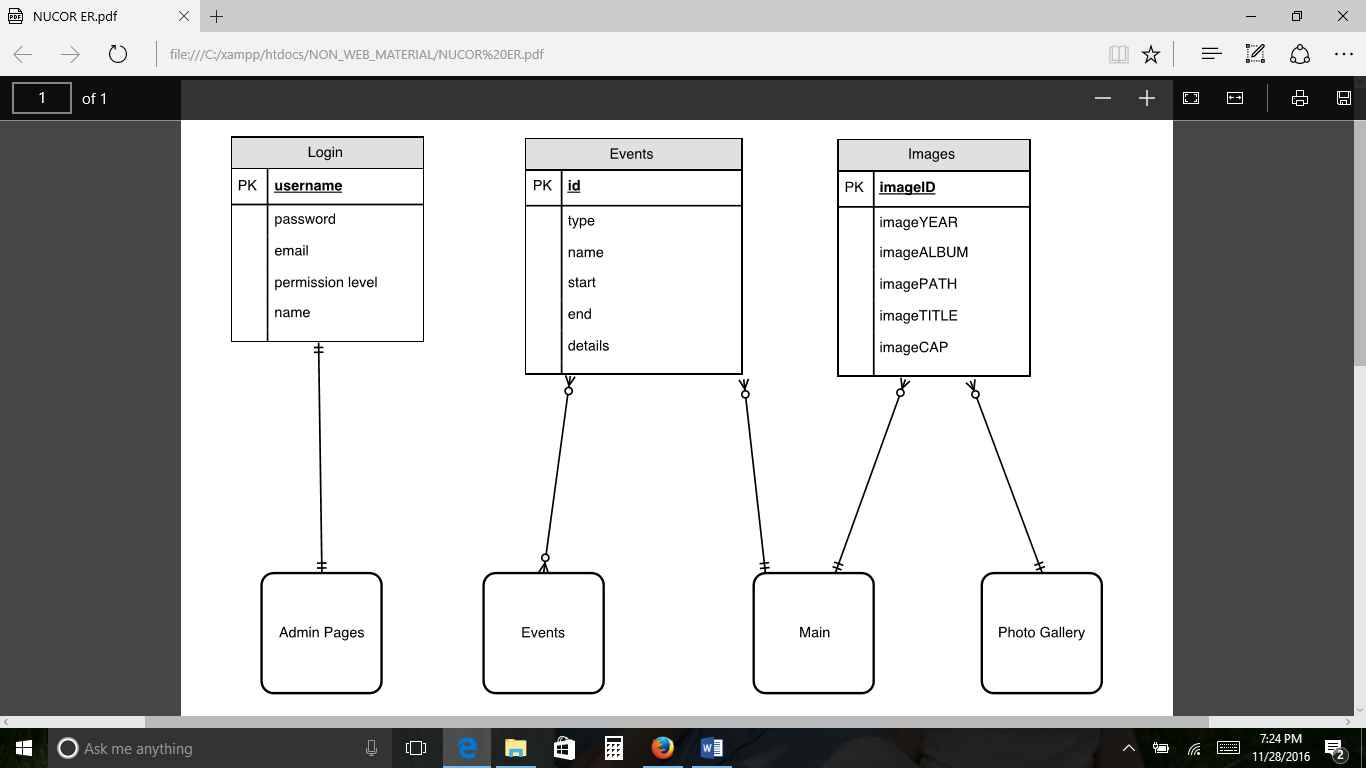 NUCOR ER.pdf
file:///C:/xampp/htdocs/NON_WEB_MATERIAL/NUCOR%20ER.pdf
1 of 1
Login
PK username
password
email
permission level
name
Events
PK id
type
name
start
end
details
Images
PK imageID
imageYEAR
imageALBUM
imagePATH
imageTITLE
imageCAP
Admin Pages
Events
Main
Photo Gallery
Ask me anything
7:24 PM
11/28/2016
2